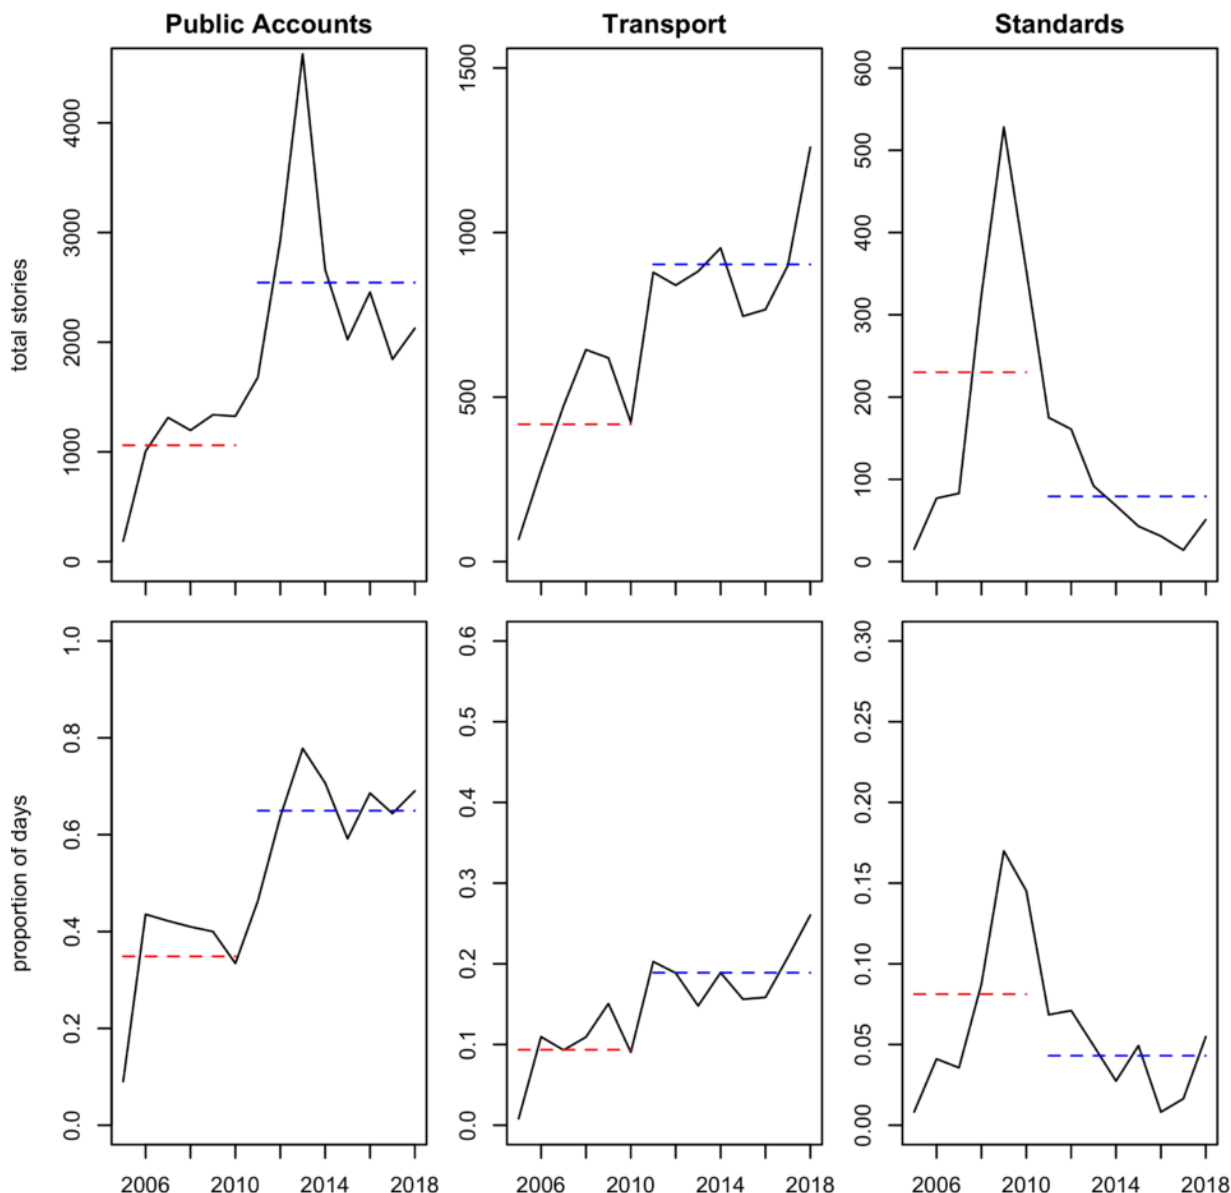 Public Accounts Transport Standards
total stories
0 1000 2000 3000 4000
0 500 1000 1500
0 100 200 300 400 500 600
proportion of days
0.0 0.2 0.4 0.6 0.8 1.0
0.0 0.1 0.2 0.3 0.4 0.5 0.6
0.00 0.05 0.10 0.15 0.20 0.25 0.30
2006 2010 2014 2018 2006 2010 2014 2018 2006 2010 2014 2018